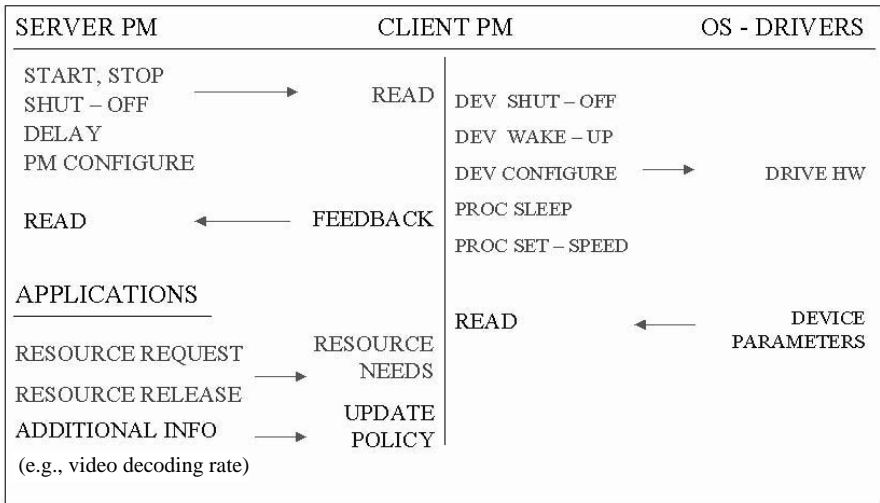 SERVER PM CLIENT PM OS - DRIVERS
START, STOP
SHUT – OFF
DELAY
PM CONFIGURE
READ
READ
FEEDBACK
DEV SHUT – OFF
DEV WAKE – UP
DEV CONFIGURE
PROC SLEEP
PROC SET – SPEED
DRIVE HW
APPLICATIONS
RESOURCE REQUEST
RESOURCE RELEASE
ADDITIONAL INFO
(e.g., video decoding rate)
RESOURCE
NEEDS
UPDATE
POLICY
READ
DEVICE
PARAMETERS